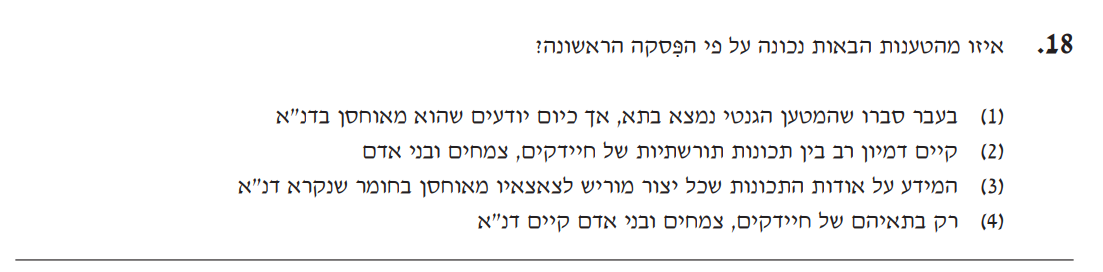 18. איזו מהטענות הבאות נכונה על פי הפִּסקה הראשונה?
(1) בעבר סברו שהמטען הגנטי נמצא בתא, אך כיום יודעים שהוא מאוחסן בדנ"א
(2) קיים דמיון רב בין תכונות תורשתיות של חיידקים, צמחים ובני אדם
(3) המידע על אודות התכונות שכל יצור מוריש לצאצאיו מאוחסן בחומר שנקרא דנ"א
(4) רק בתאיהם של חיידקים, צמחים ובני אדם קיים דנ"א